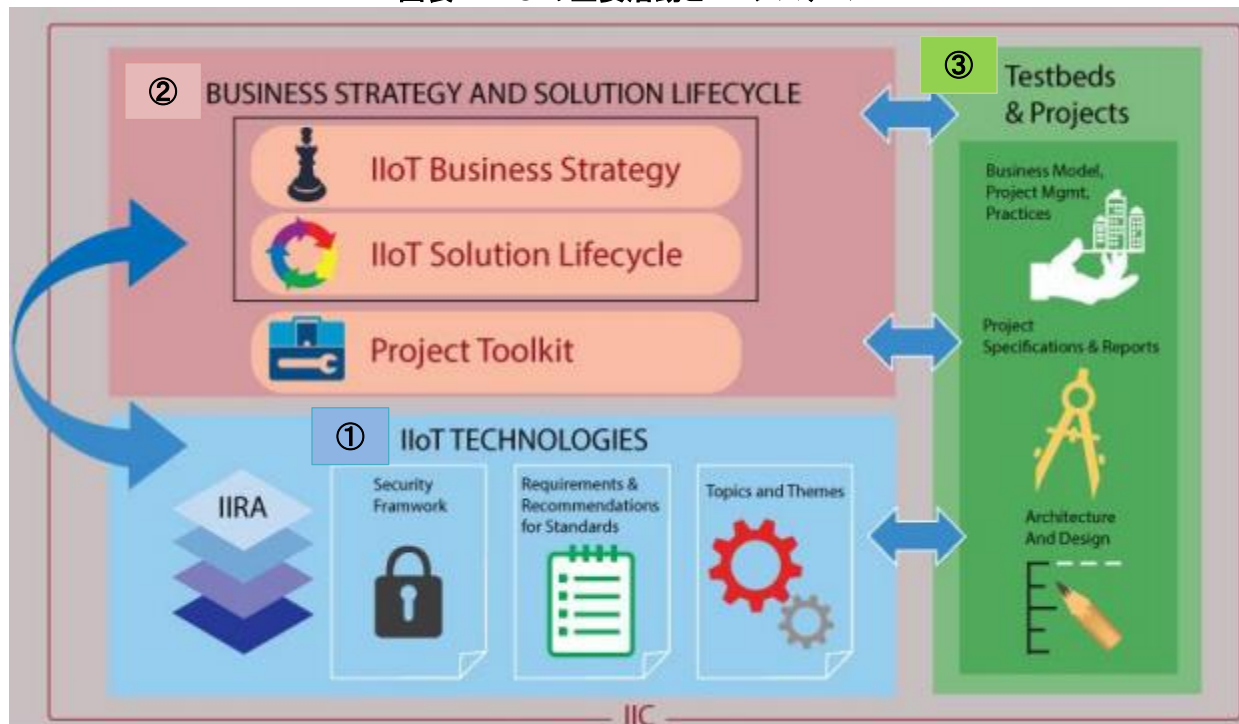 ②
BUSINESS STRATEGY AND SOLUTION LIFECYCLE
IIoT Business Strategy
IIoT Solution Lifecycle
Project Toolkit
①
IIoT TECHNOLOGIES
IIRA
Security
Framwork
Requirements &
Recommendations
for Standards
Topics and Themes
③
Testbeds
& Projects
Business Model,
Project Mgmt,
Practices
Project
Specifications & Reports
Architecture
And Design
IIC